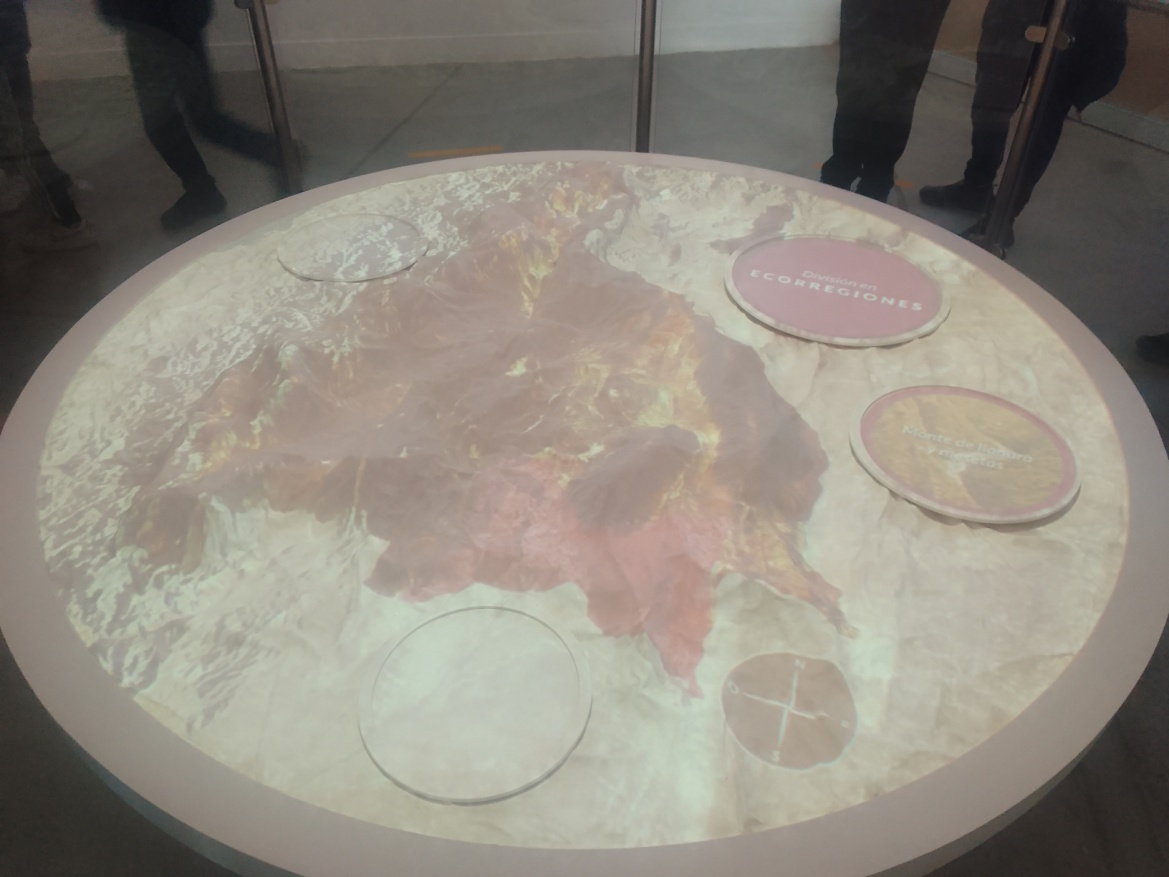 División en
ECORREGIONES
Monte de llanura
y mesetas
N
O
E
S